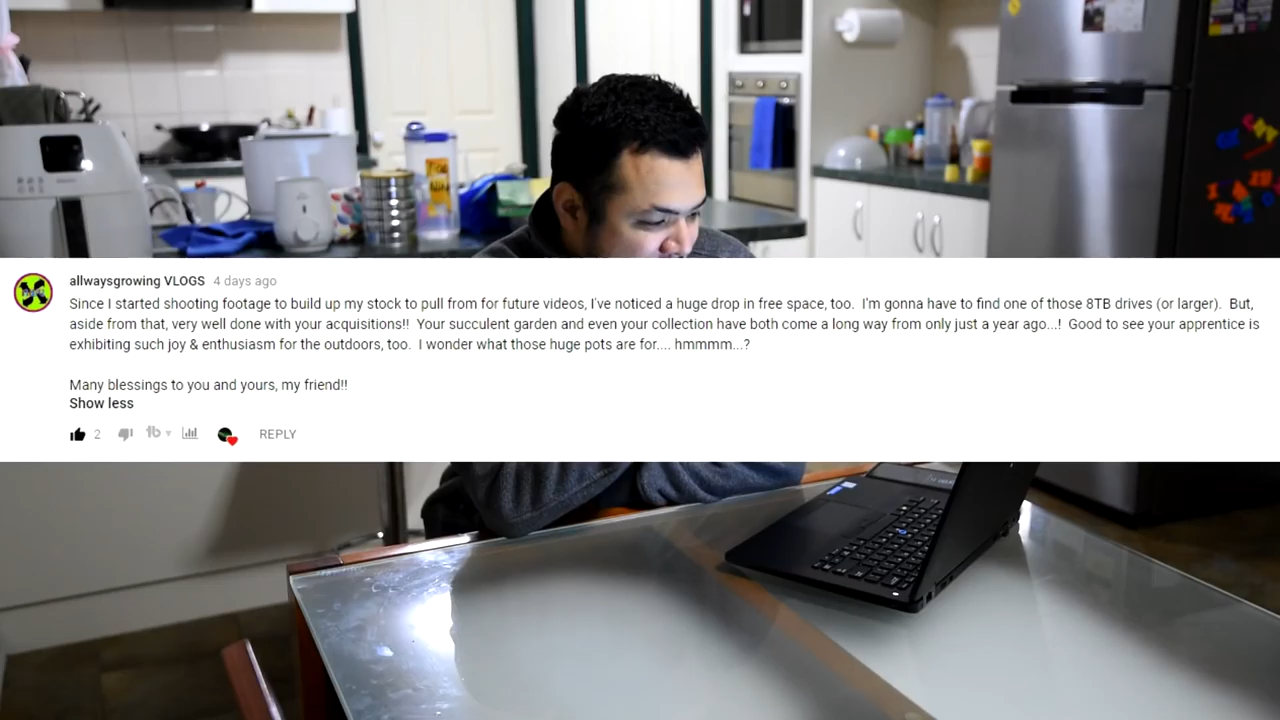 allwaysgrowing VLOGS 4 days ago
Since I started shooting footage to build up my stock to pull from for future videos, I've noticed a huge drop in free space, too. I'm gonna have to find one of those 8TB drives (or larger). But,
aside from that, very well done with your acquisitions!! Your succulent garden and even your collection have both come a long way from only just a year ago...! Good to see your apprentice is
exhibiting such joy & enthusiasm for the outdoors, too. I wonder what those huge pots are for.... hmmmm...?
Many blessings to you and yours, my friend!!
Show less
2 REPLY